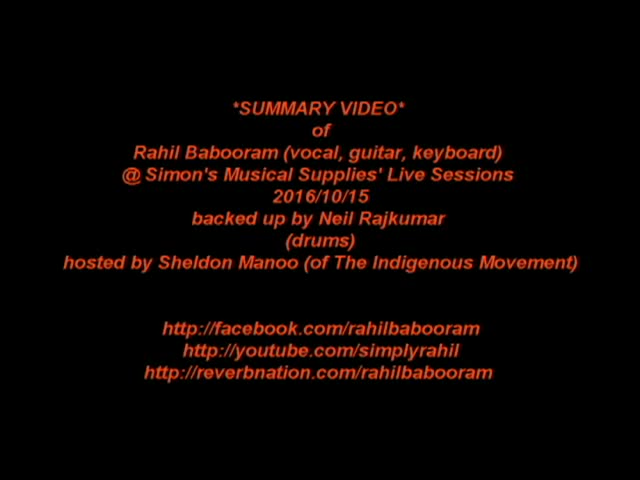 *SUMMARY VIDEO*
of
Rahil Babooram (vocal, guitar, keyboard)
@ Simon's Musical Supplies' Live Sessions
2016/10/15
backed up by Neil Rajkumar
(drums)
hosted by Sheldon Manoo (of The Indigenous Movement)
http://facebook.com/rahilbabooram
http://youtube.com/simplyrahil
http://reverbnation.com/rahilbabooram